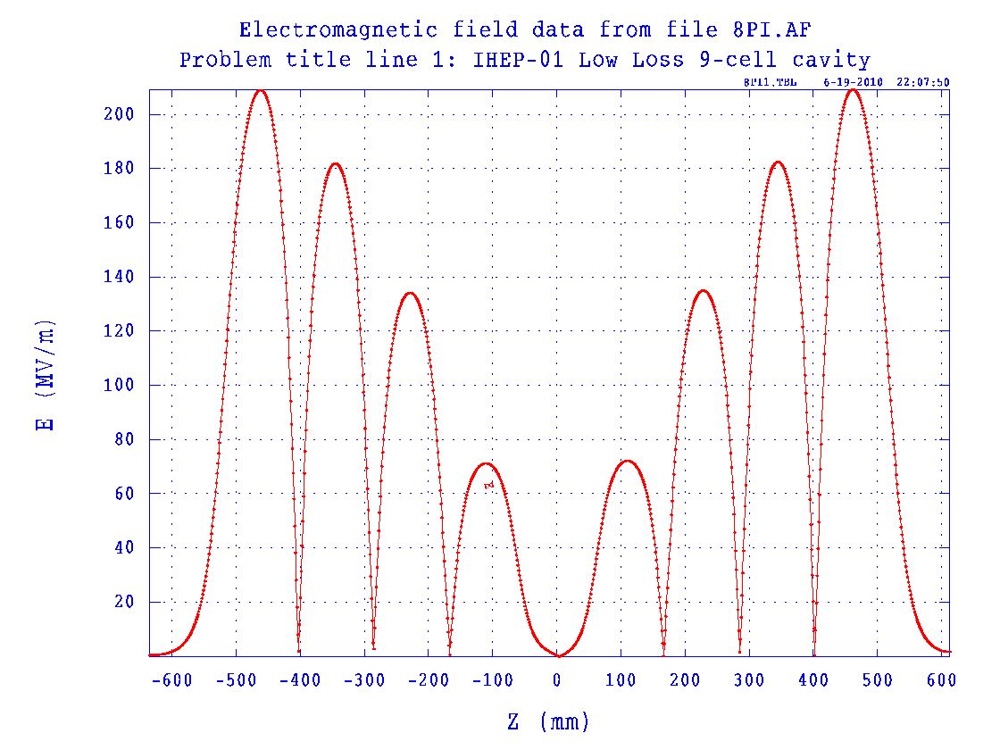 Electromagnetic field data from file 8PI.AF
Problem title line 1: IHEP-01 Low Loss 9-cell cavity
8PI1.TBL 6-19-2010 22:07:50
200
180
160
140
120
100
80
60
40
20
E (MV/m)
-600 -500 -400 -300 -200 -100 0 100 200 300 400 500 600
Z (mm)